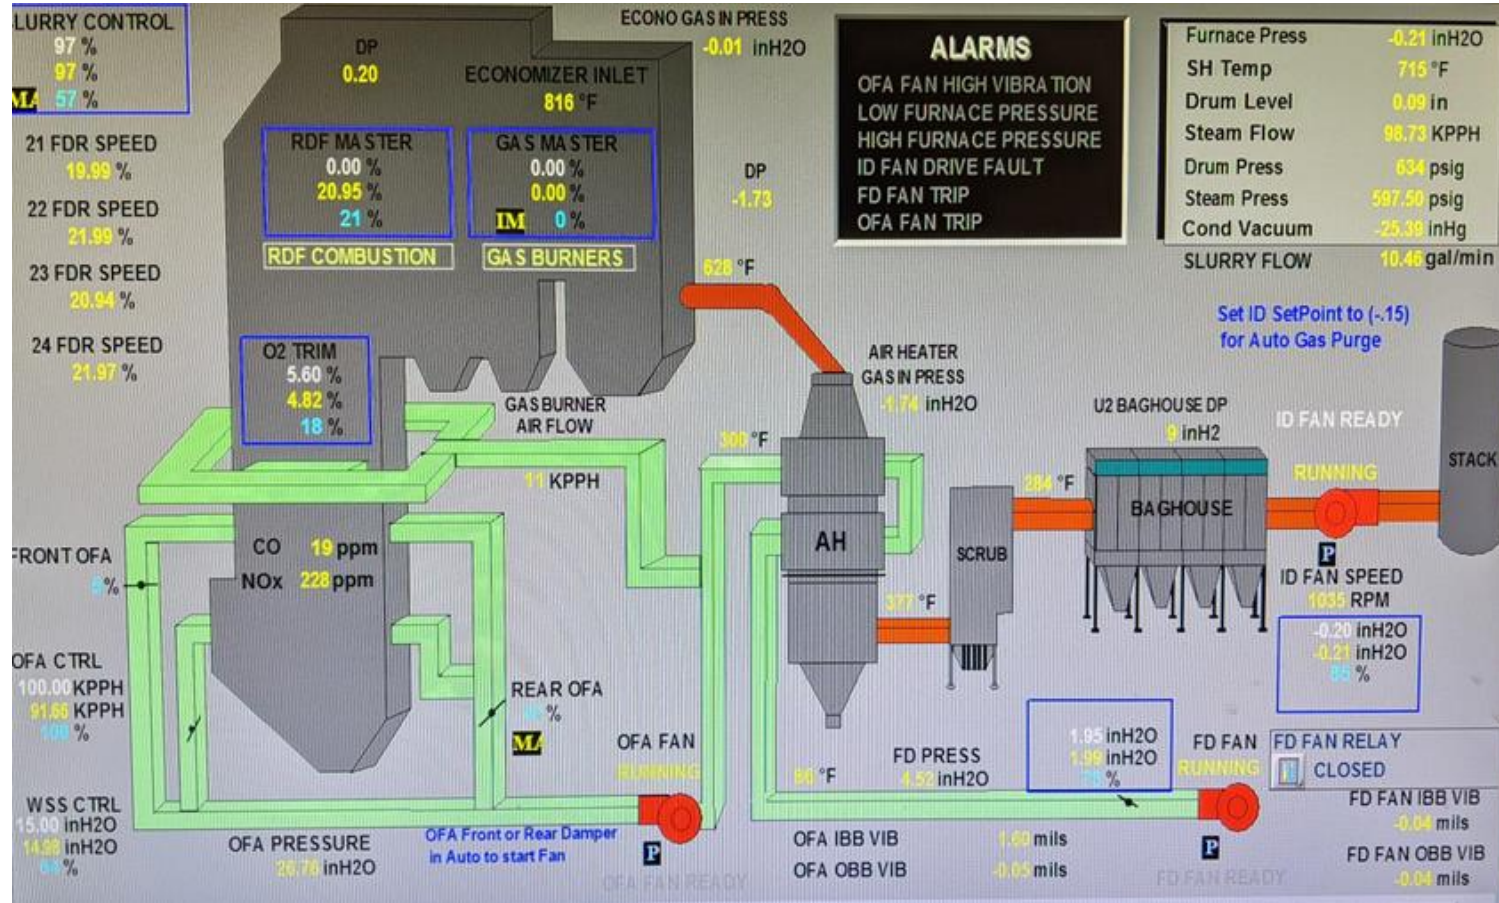 SLURRY CONTROL
97 %
97 %
MA 57 %
21 FDR SPEED
19.99 %
22 FDR SPEED
21.99 %
23 FDR SPEED
20.94 %
24 FDR SPEED
21.97 %
DP
0.20
ECONOMIZER INLET
816 °F
RDF MASTER
0.00 %
20.95 %
21 %
RDF COMBUSTION
GAS MASTER
0.00 %
0.00 %
IM 0 %
GAS BURNERS
ECONO GAS IN PRESS
-0.01 inH2O
DP
-1.73
628 °F
ALARMS
OFA FAN HIGH VIBRATION
LOW FURNACE PRESSURE
HIGH FURNACE PRESSURE
ID FAN DRIVE FAULT
FD FAN TRIP
OFA FAN TRIP
Furnace Press -0.21 inH2O
SH Temp 715 °F
Drum Level 0.09 in
Steam Flow 98.73 KPPH
Drum Press 634 psig
Steam Press 597.50 psig
Cond Vacuum -25.39 inHg
SLURRY FLOW 10.46 gal/min
Set ID SetPoint to (-.15)
for Auto Gas Purge
O2 TRIM
5.60 %
4.82 %
18 %
GAS BURNER
AIR FLOW
11 KPPH
300 °F
AIR HEATER
GAS IN PRESS
-1.74 inH2O
U2 BAGHOUSE DP
9 inH2
ID FAN READY
RUNNING
STACK
284 °F
BAGHOUSE
AH
SCRUB
377 °F
P
ID FAN SPEED
1035 RPM
-0.20 inH2O
-0.21 inH2O
%
FRONT OFA
%
CO 19 ppm
NOx 228 ppm
OFA CTRL
100.00 KPPH
91.66 KPPH
100 %
REAR OFA
%
MA
OFA FAN
RUNNING
86 °F
FD PRESS
4.52 inH2O
1.95 inH2O
1.99 inH2O
%
FD FAN
RUNNING
FD FAN RELAY
CLOSED
WSS CTRL
15.00 inH2O
14.98 inH2O
%
OFA PRESSURE
26.76 inH2O
OFA Front or Rear Damper
in Auto to start Fan
P
OFA FAN READY
OFA IBB VIB 1.60 mils
OFA OBB VIB -0.05 mils
P
FD FAN READY
FD FAN IBB VIB
-0.04 mils
FD FAN OBB VIB
-0.04 mils